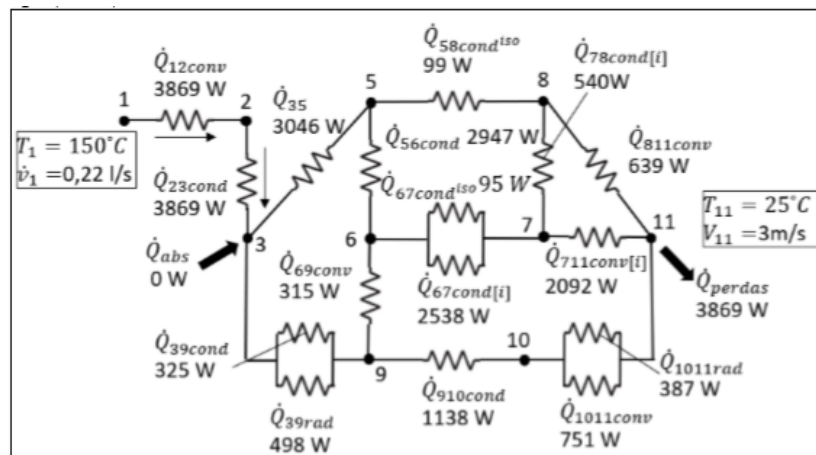 Q̇12conv
3869 W
1
2
T1 = 150°C
v̇1=0,22 l/s
Q̇23cond
3869 W
Q̇35
3046 W
5
Q̇58cond^iso
99 W
8
Q̇78cond[i]
540W
Q̇56cond 2947 W
Q̇811conv
639 W
Q̇67cond^iso 95 W
T11 = 25°C
V11 = 3m/s
3
Q̇abs
0 W
6
7
11
Q̇69conv
315 W
Q̇67cond[i]
2538 W
Q̇711conv[i]
2092 W
Q̇perdas
3869 W
Q̇39cond
325 W
9
10
Q̇39rad
498 W
Q̇910cond
1138 W
Q̇1011rad
387 W
Q̇1011conv
751 W